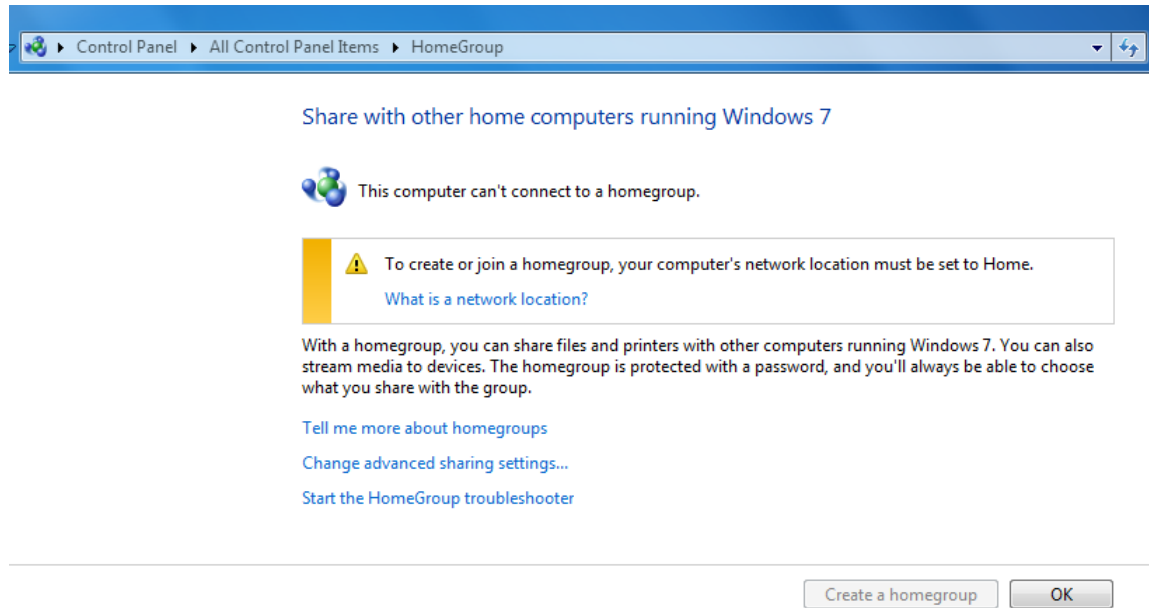 Control Panel ▸ All Control Panel Items ▸ HomeGroup
Share with other home computers running Windows 7
This computer can't connect to a homegroup.
To create or join a homegroup, your computer's network location must be set to Home.
What is a network location?
With a homegroup, you can share files and printers with other computers running Windows 7. You can also
stream media to devices. The homegroup is protected with a password, and you'll always be able to choose
what you share with the group.
Tell me more about homegroups
Change advanced sharing settings...
Start the HomeGroup troubleshooter
Create a homegroup OK